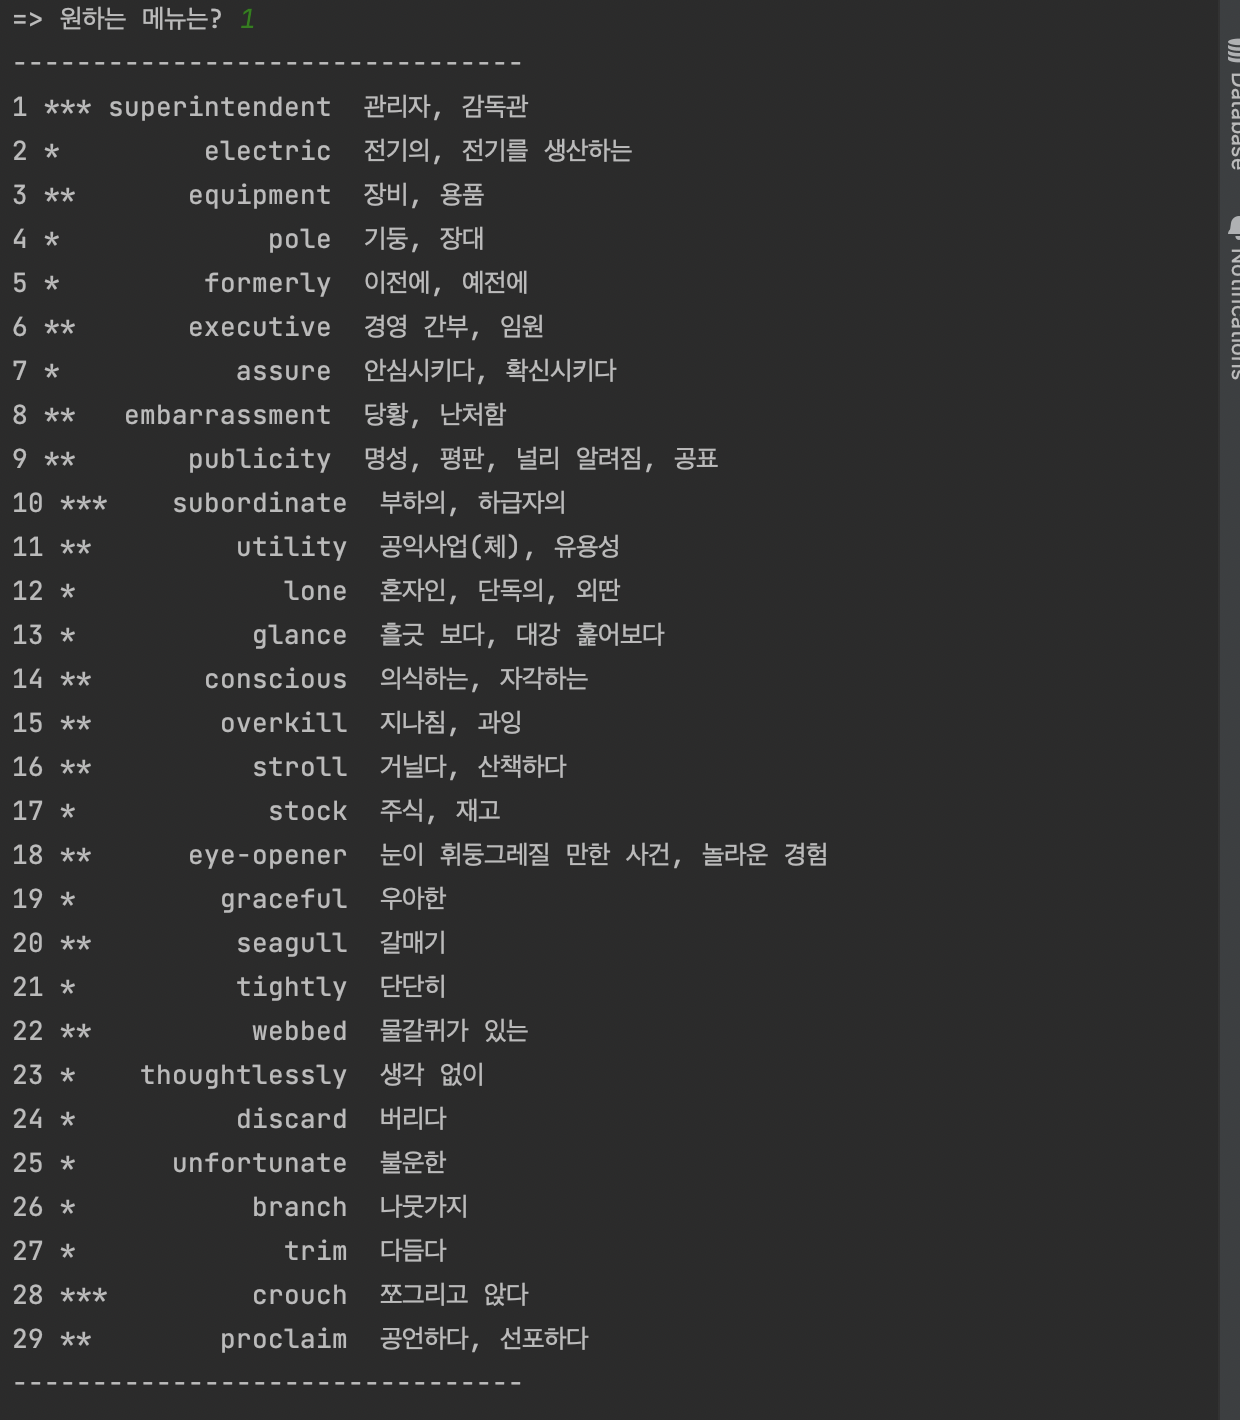 => 원하는 메뉴는? 1
--------------------------------
1 *** superintendent  관리자, 감독관
2 *         electric  전기의, 전기를 생산하는
3 **       equipment  장비, 용품
4 *             pole  기둥, 장대
5 *         formerly  이전에, 예전에
6 **       executive  경영 간부, 임원
7 *           assure  안심시키다, 확신시키다
8 **   embarrassment  당황, 난처함
9 **       publicity  명성, 평판, 널리 알려짐, 공표
10 ***    subordinate  부하의, 하급자의
11 **         utility  공익사업(체), 유용성
12 *             lone  혼자인, 단독의, 외딴
13 *           glance  흘긋 보다, 대강 훑어보다
14 **       conscious  의식하는, 자각하는
15 **        overkill  지나침, 과잉
16 **          stroll  거닐다, 산책하다
17 *            stock  주식, 재고
18 **      eye-opener  눈이 휘둥그레질 만한 사건, 놀라운 경험
19 *         graceful  우아한
20 **         seagull  갈매기
21 *          tightly  단단히
22 **          webbed  물갈퀴가 있는
23 *    thoughtlessly  생각 없이
24 *          discard  버리다
25 *      unfortunate  불운한
26 *           branch  나뭇가지
27 *             trim  다듬다
28 ***         crouch  쪼그리고 앉다
29 **        proclaim  공언하다, 선포하다
--------------------------------
Database
Notifications